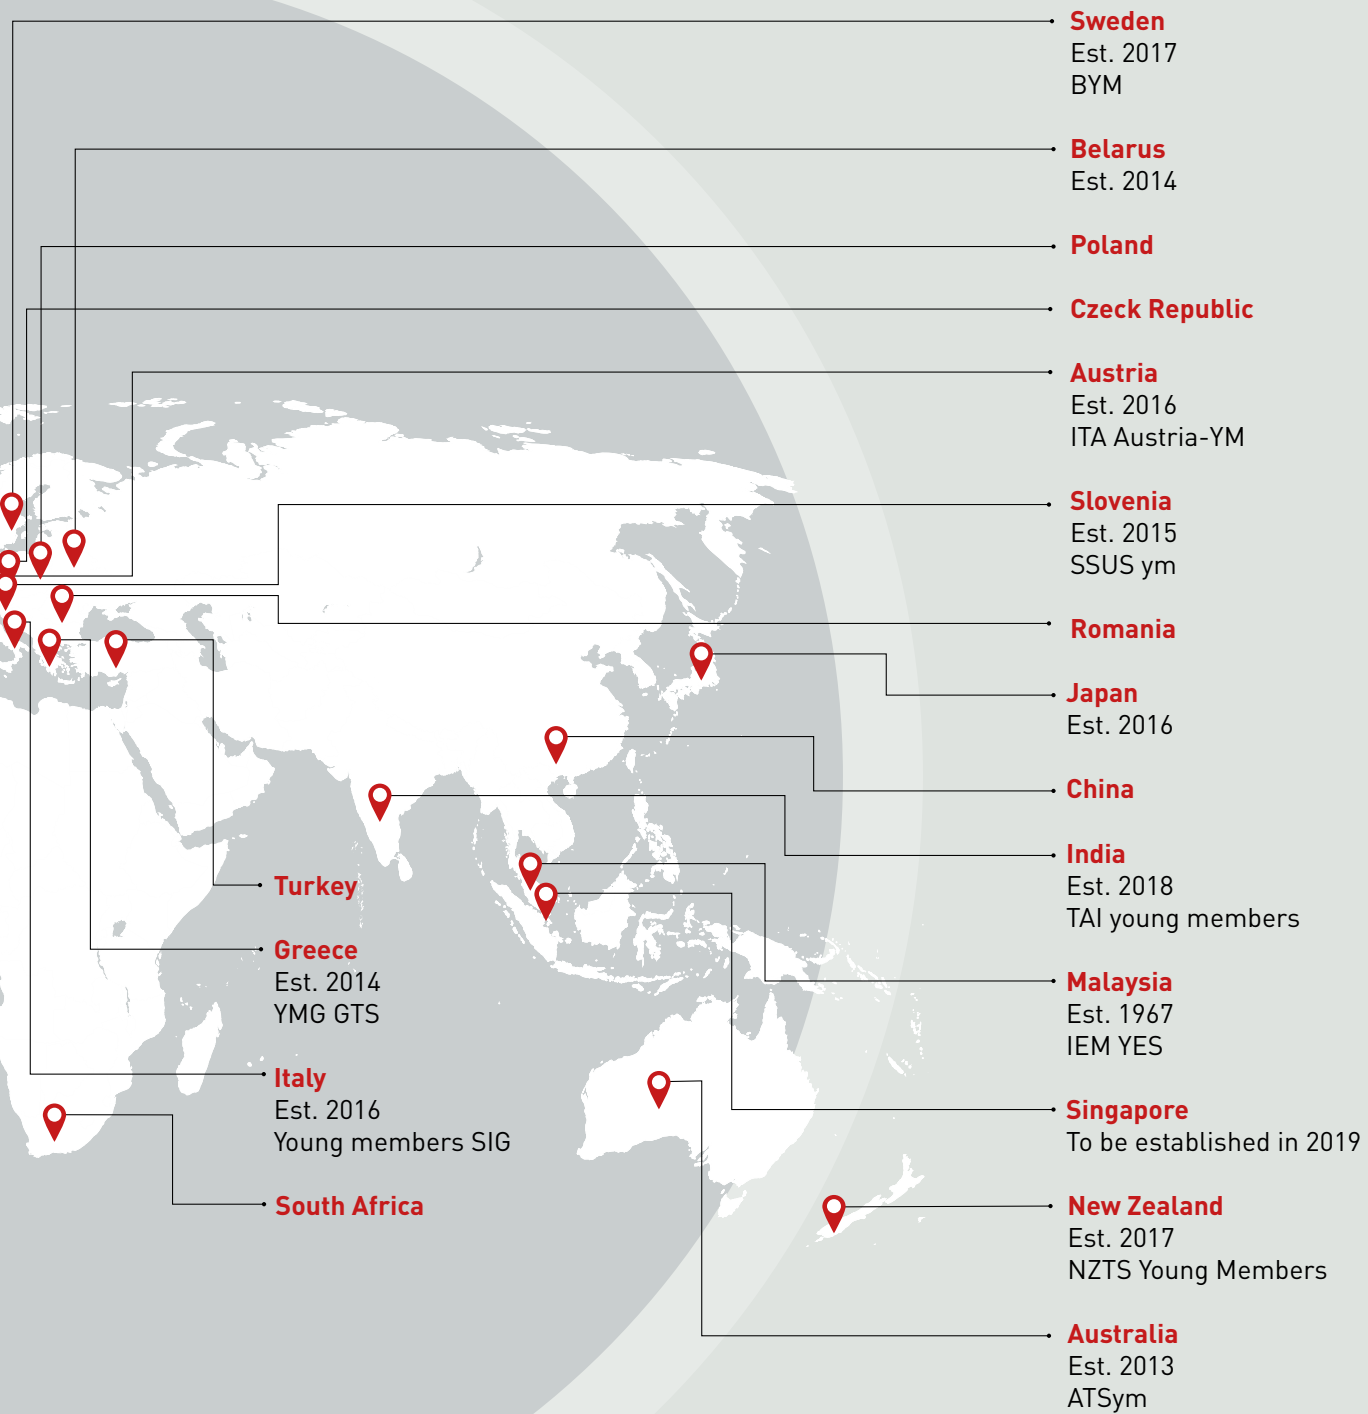 Sweden
Est. 2017
BYM
Belarus
Est. 2014
Poland
Czeck Republic
Austria
Est. 2016
ITA Austria-YM
Slovenia
Est. 2015
SSUS ym
Romania
Japan
Est. 2016
China
India
Est. 2018
TAI young members
Malaysia
Est. 1967
IEM YES
Singapore
To be established in 2019
New Zealand
Est. 2017
NZTS Young Members
Australia
Est. 2013
ATSym
Turkey
Greece
Est. 2014
YMG GTS
Italy
Est. 2016
Young members SIG
South Africa